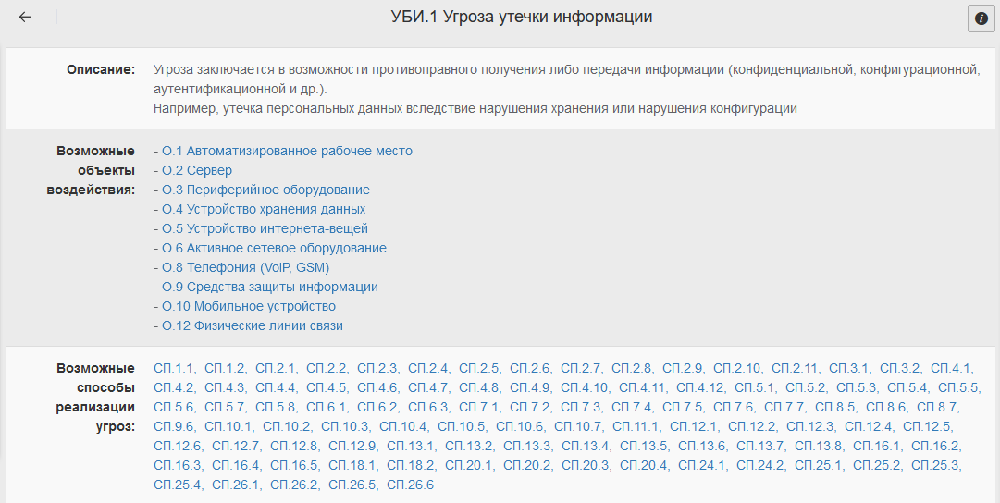 УБИ.1 Угроза утечки информации
Описание: Угроза заключается в возможности противоправного получения либо передачи информации (конфиденциальной, конфигурационной,
аутентификационной и др.).
Например, утечка персональных данных вследствие нарушения хранения или нарушения конфигурации
Возможные объекты воздействия:
- О.1 Автоматизированное рабочее место
- О.2 Сервер
- О.3 Периферийное оборудование
- О.4 Устройство хранения данных
- О.5 Устройство интернета-вещей
- О.6 Активное сетевое оборудование
- О.8 Телефония (VoIP, GSM)
- О.9 Средства защиты информации
- О.10 Мобильное устройство
- О.12 Физические линии связи
Возможные способы реализации угроз:
СП.1.1, СП.1.2, СП.2.1, СП.2.2, СП.2.3, СП.2.4, СП.2.5, СП.2.6, СП.2.7, СП.2.8, СП.2.9, СП.2.10, СП.2.11, СП.3.1, СП.3.2, СП.4.1,
СП.4.2, СП.4.3, СП.4.4, СП.4.5, СП.4.6, СП.4.7, СП.4.8, СП.4.9, СП.4.10, СП.4.11, СП.4.12, СП.5.1, СП.5.2, СП.5.3, СП.5.4, СП.5.5,
СП.5.6, СП.5.7, СП.5.8, СП.6.1, СП.6.2, СП.6.3, СП.7.1, СП.7.2, СП.7.3, СП.7.4, СП.7.5, СП.7.6, СП.7.7, СП.8.5, СП.8.6, СП.8.7,
СП.9.6, СП.10.1, СП.10.2, СП.10.3, СП.10.4, СП.10.5, СП.10.6, СП.10.7, СП.11.1, СП.12.1, СП.12.2, СП.12.3, СП.12.4, СП.12.5,
СП.12.6, СП.12.7, СП.12.8, СП.12.9, СП.13.1, СП.13.2, СП.13.3, СП.13.4, СП.13.5, СП.13.6, СП.13.7, СП.13.8, СП.16.1, СП.16.2,
СП.16.3, СП.16.4, СП.16.5, СП.18.1, СП.18.2, СП.20.1, СП.20.2, СП.20.3, СП.20.4, СП.24.1, СП.24.2, СП.25.1, СП.25.2, СП.25.3,
СП.25.4, СП.26.1, СП.26.2, СП.26.5, СП.26.6